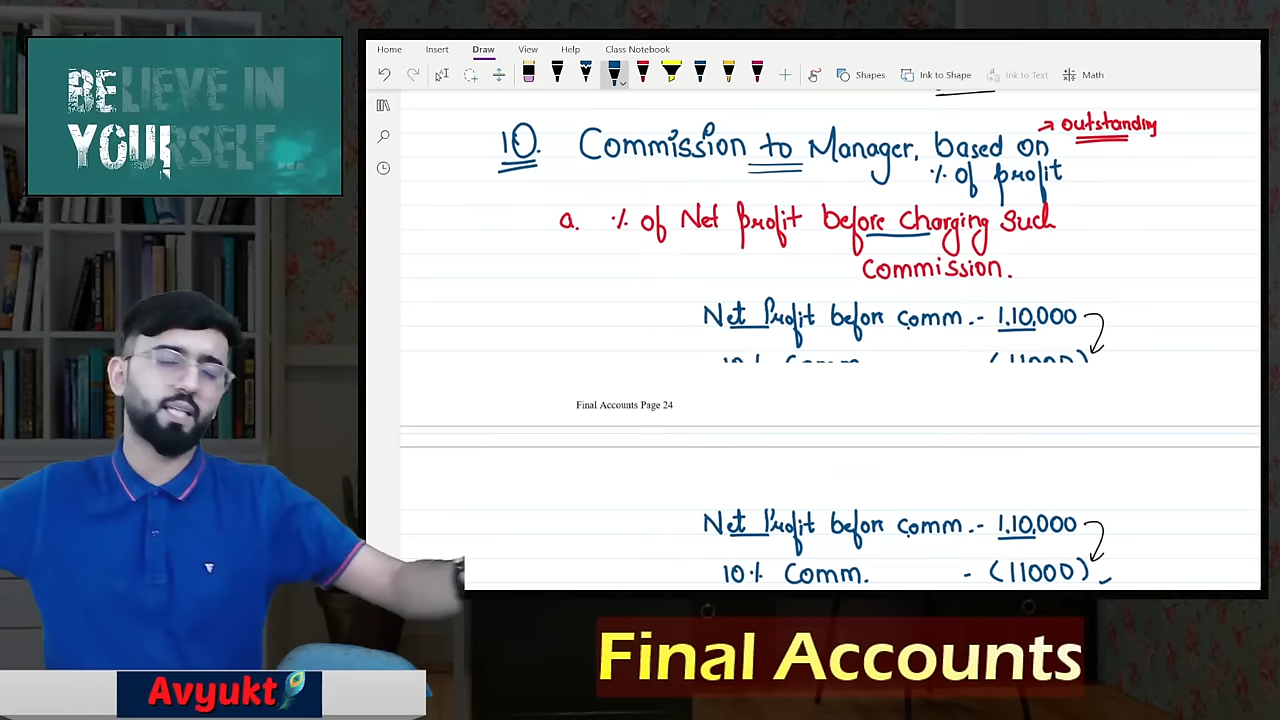 BELIEVE IN
YOURSELF...
Home Insert Draw View Help Class Notebook
Shapes Ink to Shape Ink to Text Math
→ outstanding
10. Commission to Manager, based on
% of profit
a. % of Net profit before charging such
Commission.
Net Profit before comm. - 1,10,000
10% Comm. (11000)
Final Accounts Page 24
Net Profit before comm. - 1,10,000
10% Comm. - (11000)
Final Accounts
Avyukt